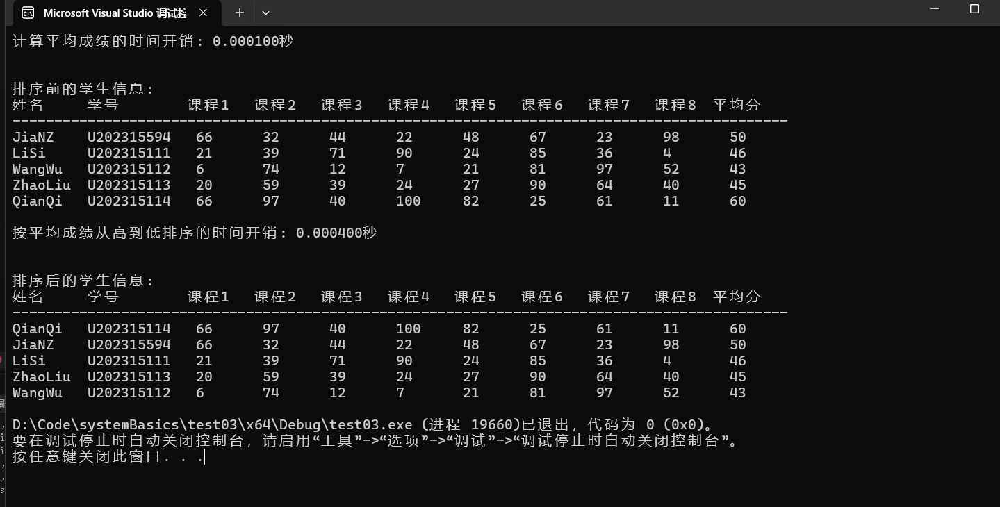 Microsoft Visual Studio 调试控
计算平均成绩的时间开销：0.000100秒
排序前的学生信息：
姓名 学号 课程1 课程2 课程3 课程4 课程5 课程6 课程7 课程8 平均分
---------------------------------------------------------------------------------------------
JiaNZ U202315594 66 32 44 22 48 67 23 98 50
LiSi U202315111 21 39 71 90 24 85 36 4 46
WangWu U202315112 6 74 12 7 21 81 97 52 43
ZhaoLiu U202315113 20 59 39 24 27 90 64 40 45
QianQi U202315114 66 97 40 100 82 25 61 11 60
按平均成绩从高到低排序的时间开销：0.000400秒
排序后的学生信息：
姓名 学号 课程1 课程2 课程3 课程4 课程5 课程6 课程7 课程8 平均分
---------------------------------------------------------------------------------------------
QianQi U202315114 66 97 40 100 82 25 61 11 60
JiaNZ U202315594 66 32 44 22 48 67 23 98 50
LiSi U202315111 21 39 71 90 24 85 36 4 46
ZhaoLiu U202315113 20 59 39 24 27 90 64 40 45
WangWu U202315112 6 74 12 7 21 81 97 52 43
D:\Code\systemBasics\test03\x64\Debug\test03.exe (进程 19660)已退出，代码为 0 (0x0)。
要在调试停止时自动关闭控制台，请启用“工具”->“选项”->“调试”->“调试停止时自动关闭控制台”。
按任意键关闭此窗口. . .